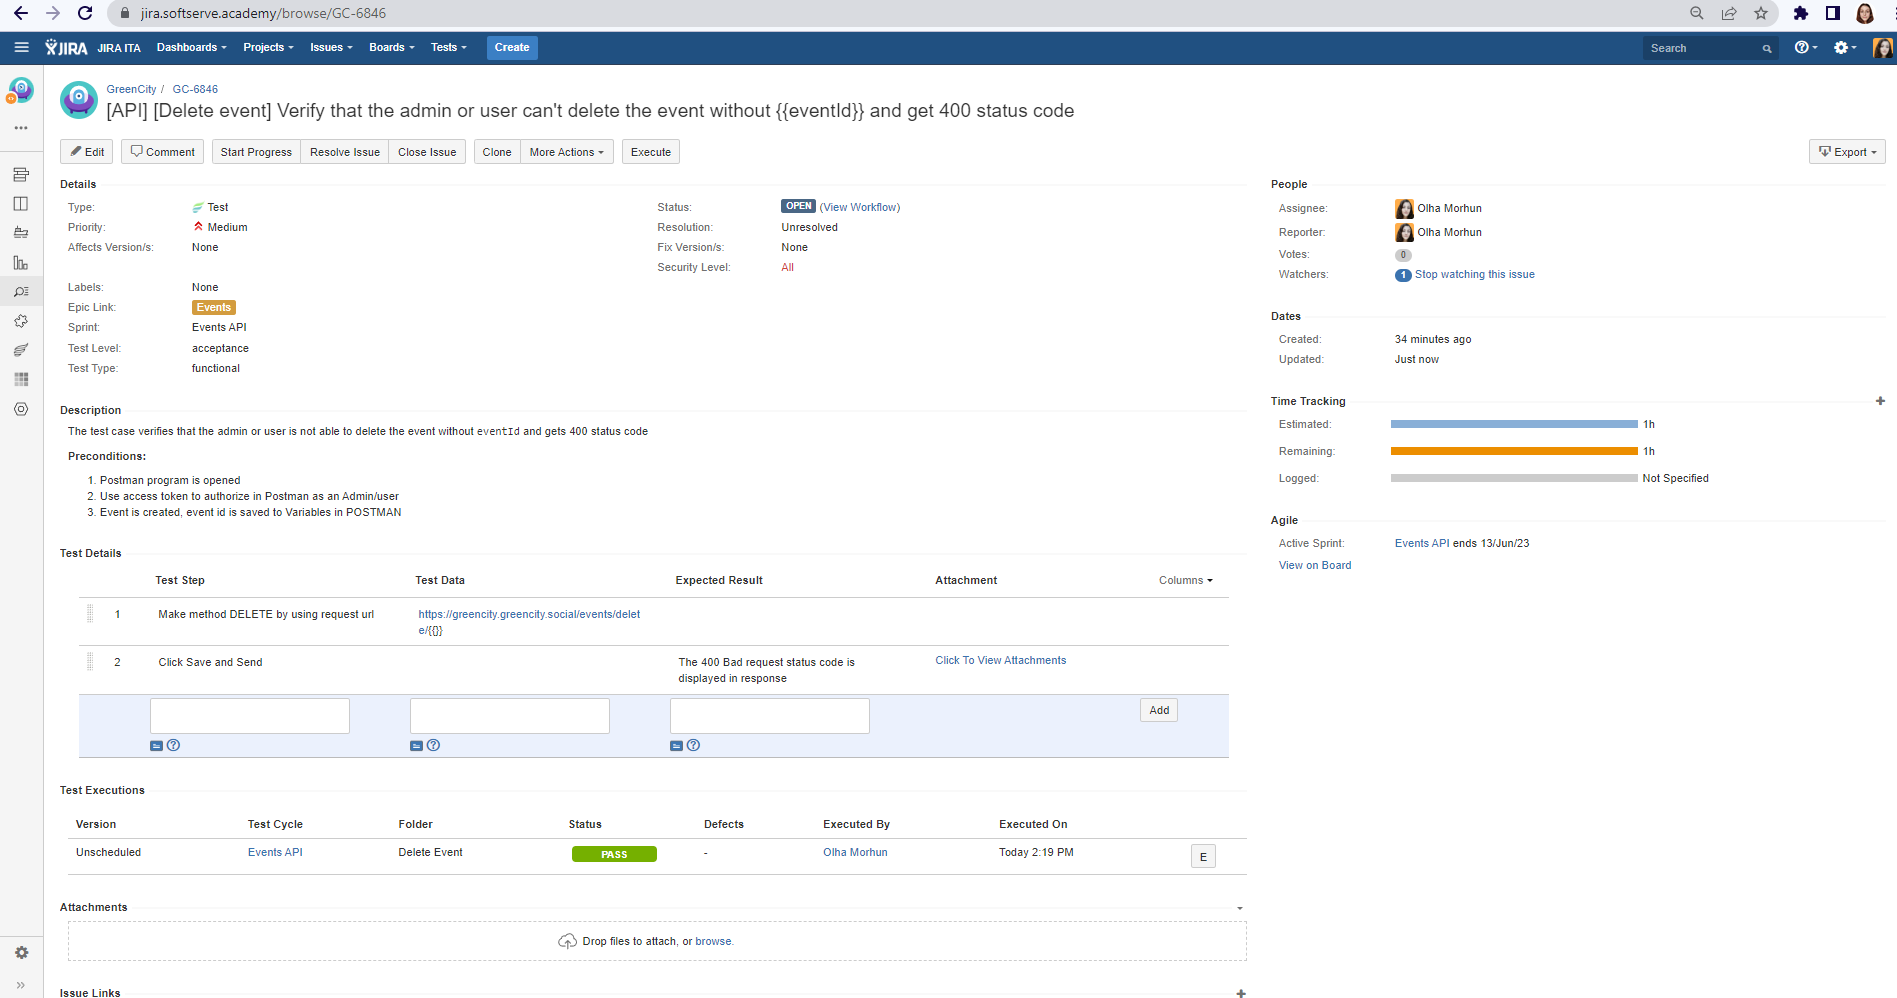 jira.softserve.academy/browse/GC-6846
JIRA JIRA ITA Dashboards Projects Issues Boards Tests Create Search
GreenCity / GC-6846
[API] [Delete event] Verify that the admin or user can't delete the event without {{eventId}} and get 400 status code
Edit Comment Start Progress Resolve Issue Close Issue Clone More Actions Execute Export
Details
Type: Test
Priority: Medium
Affects Version/s: None
Labels: None
Epic Link: Events
Sprint: Events API
Test Level: acceptance
Test Type: functional
Status: OPEN (View Workflow)
Resolution: Unresolved
Fix Version/s: None
Security Level: All
Description
The test case verifies that the admin or user is not able to delete the event without eventId and gets 400 status code
Preconditions:
1. Postman program is opened
2. Use access token to authorize in Postman as an Admin/user
3. Event is created, event id is saved to Variables in POSTMAN
Test Details
Test Step Test Data Expected Result Attachment Columns
1 Make method DELETE by using request url https://greencity.greencity.social/events/delet
e/{{}}
2 Click Save and Send The 400 Bad request status code is Click To View Attachments
displayed in response
Add
Test Executions
Version Test Cycle Folder Status Defects Executed By Executed On
Unscheduled Events API Delete Event PASS - Olha Morhun Today 2:19 PM E
Attachments
Drop files to attach, or browse.
Issue Links
People
Assignee: Olha Morhun
Reporter: Olha Morhun
Votes: 0
Watchers: 1 Stop watching this issue
Dates
Created: 34 minutes ago
Updated: Just now
Time Tracking
Estimated: 1h
Remaining: 1h
Logged: Not Specified
Agile
Active Sprint: Events API ends 13/Jun/23
View on Board